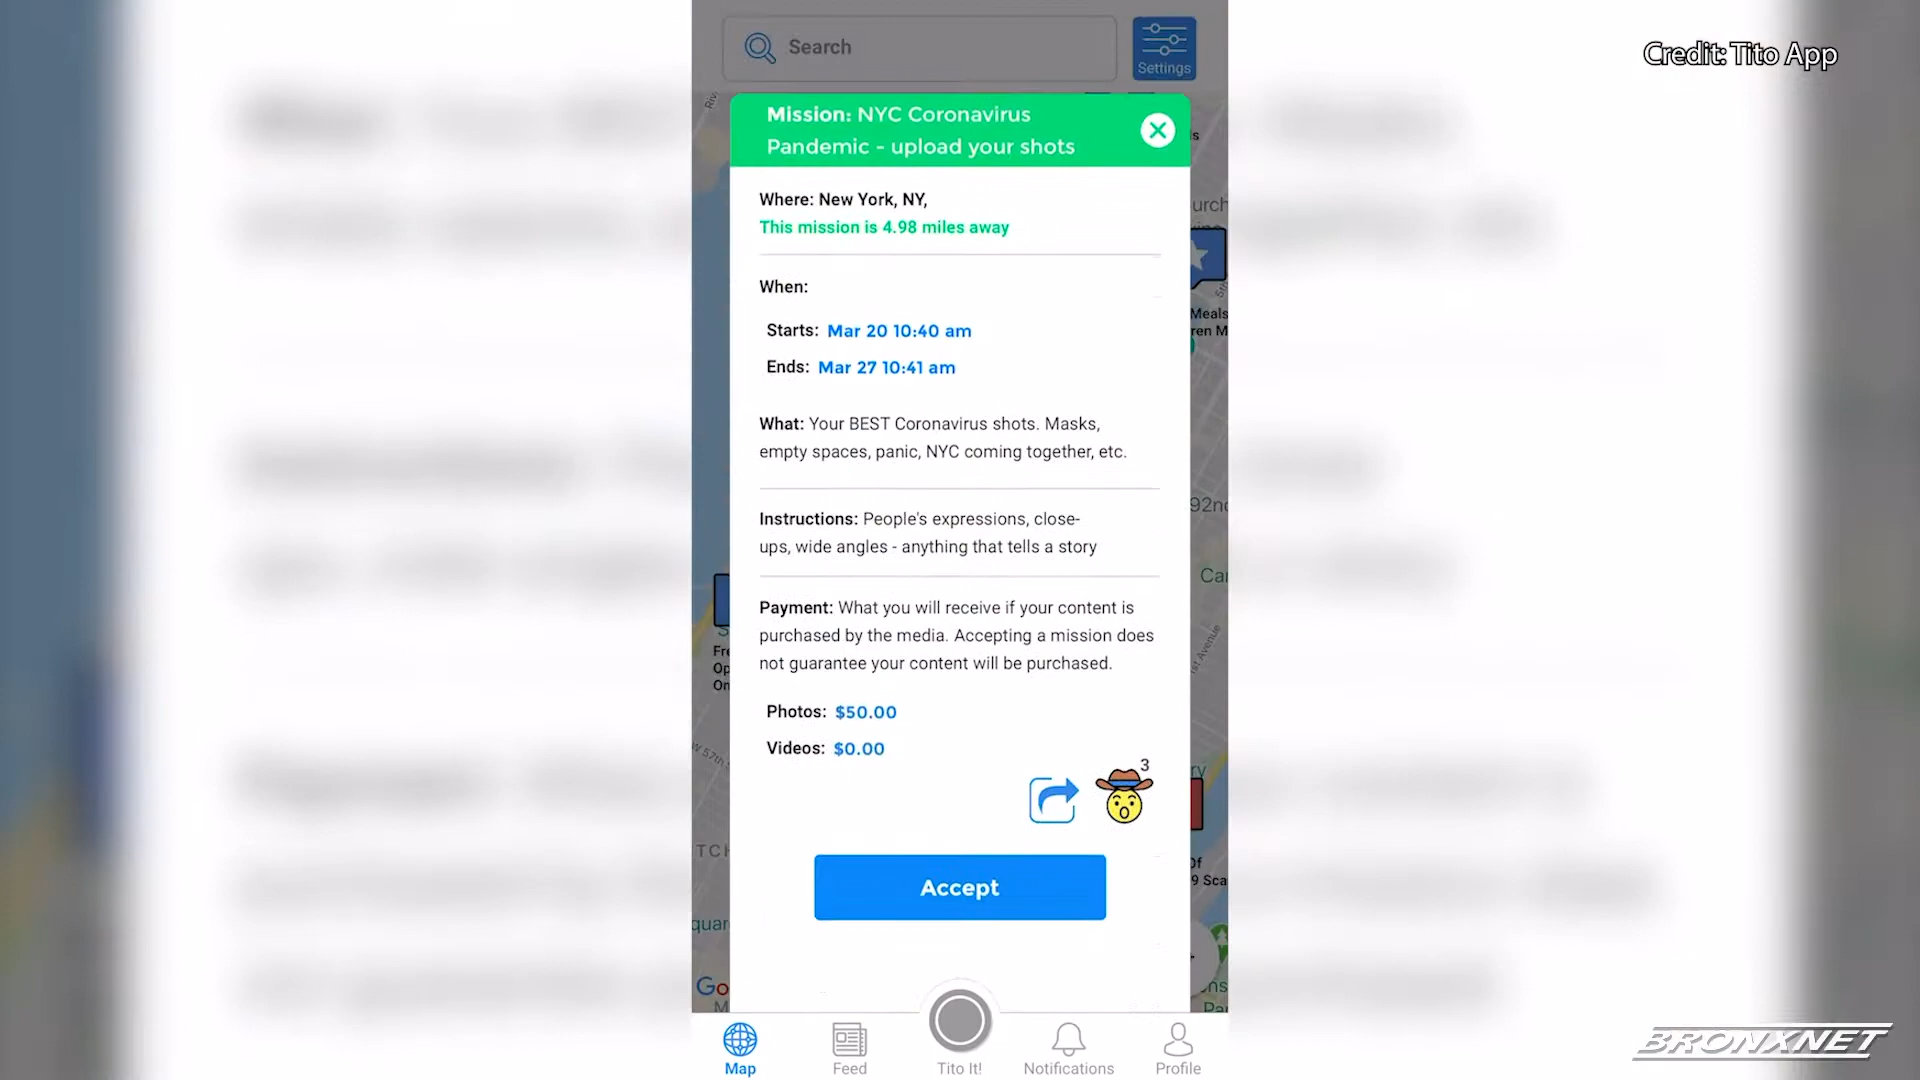 Search
Settings
Credit: Tito App
Mission: NYC Coronavirus
Pandemic - upload your shots
Where: New York, NY,
This mission is 4.98 miles away
When:
Starts: Mar 20 10:40 am
Ends: Mar 27 10:41 am
What: Your BEST Coronavirus shots. Masks,
empty spaces, panic, NYC coming together, etc.
Instructions: People's expressions, close-
ups, wide angles - anything that tells a story
Payment: What you will receive if your content is
purchased by the media. Accepting a mission does
not guarantee your content will be purchased.
Photos: $50.00
Videos: $0.00
3
Accept
Meals
92nd
W 57th
Map
Feed
Tito It!
Notifications
Profile
BRONXNET